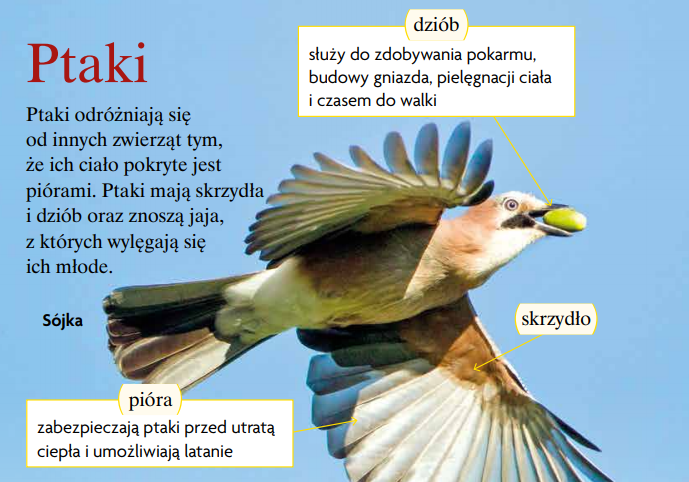 Ptaki
Ptaki odróżniają się
od innych zwierząt tym,
że ich ciało pokryte jest
piórami. Ptaki mają skrzydła
i dziób oraz znoszą jaja,
z których wylęgają się
ich młode.
dziób
służy do zdobywania pokarmu,
budowy gniazda, pielęgnacji ciała
i czasem do walki
Sójka
skrzydło
pióra
zabezpieczają ptaki przed utratą
ciepła i umożliwiają latanie